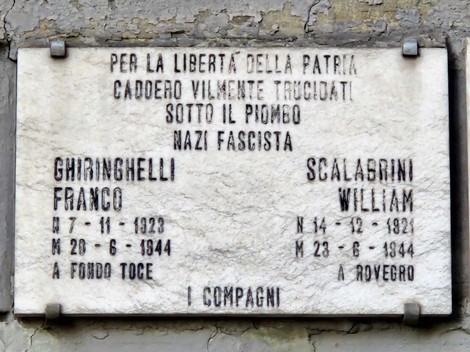 PER LA LIBERTÀ DELLA PATRIA
CADDERO VILMENTE TRUCIDATI
SOTTO IL PIOMBO
NAZI FASCISTA
GHIRINGHELLI SCALABRINI
FRANCO WILLIAM
N 7 - 11 - 1923 N 14 - 12 - 1921
M 20 - 6 - 1944 M 23 - 6 - 1944
A FONDO TOCE A ROVEGRO
I COMPAGNI